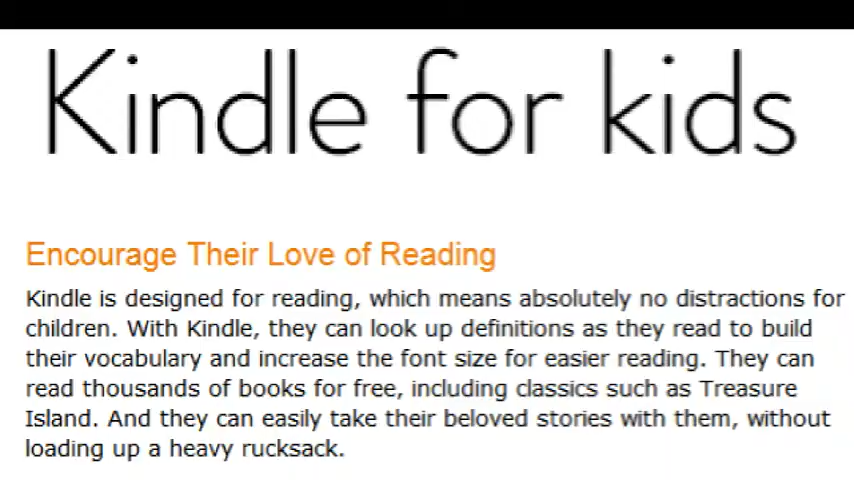 Kindle for kids
Encourage Their Love of Reading
Kindle is designed for reading, which means absolutely no distractions for
children. With Kindle, they can look up definitions as they read to build
their vocabulary and increase the font size for easier reading. They can
read thousands of books for free, including classics such as Treasure
Island. And they can easily take their beloved stories with them, without
loading up a heavy rucksack.